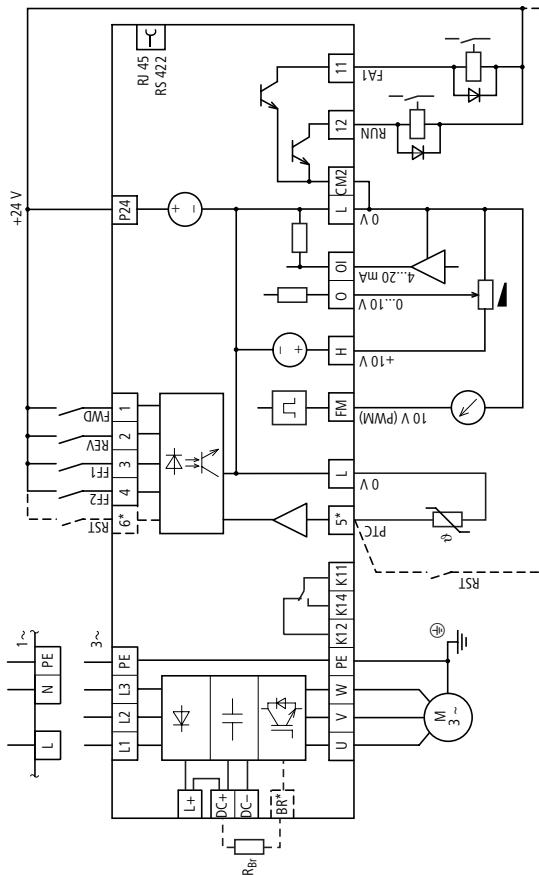 RJ 45
RS 422
+24 V
P24
+
−
11
FA1
12
RUN
CM2
L
0 V
OI
4...20 mA
O
0...10 V
−
+
H
+10 V
FM
10 V (PWM)
FWD
1
REV
2
FF1
3
FF2
4
RST
6*
L
0 V
5*
PTC
ϑ
RST
K11
K14
K12
1 ~
PE
N
L
3 ~
PE
L3
L2
L1
PE
W
V
U
M
3 ~
L+
DC+
DC−
BR*
RBr